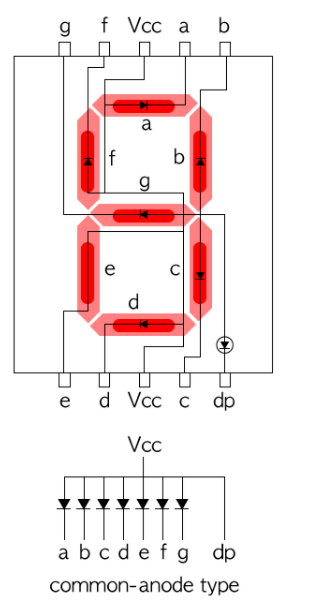 g f Vcc a b
a
f b
g
e c
d
e d Vcc c dp
Vcc
a b c d e f g dp
common-anode type